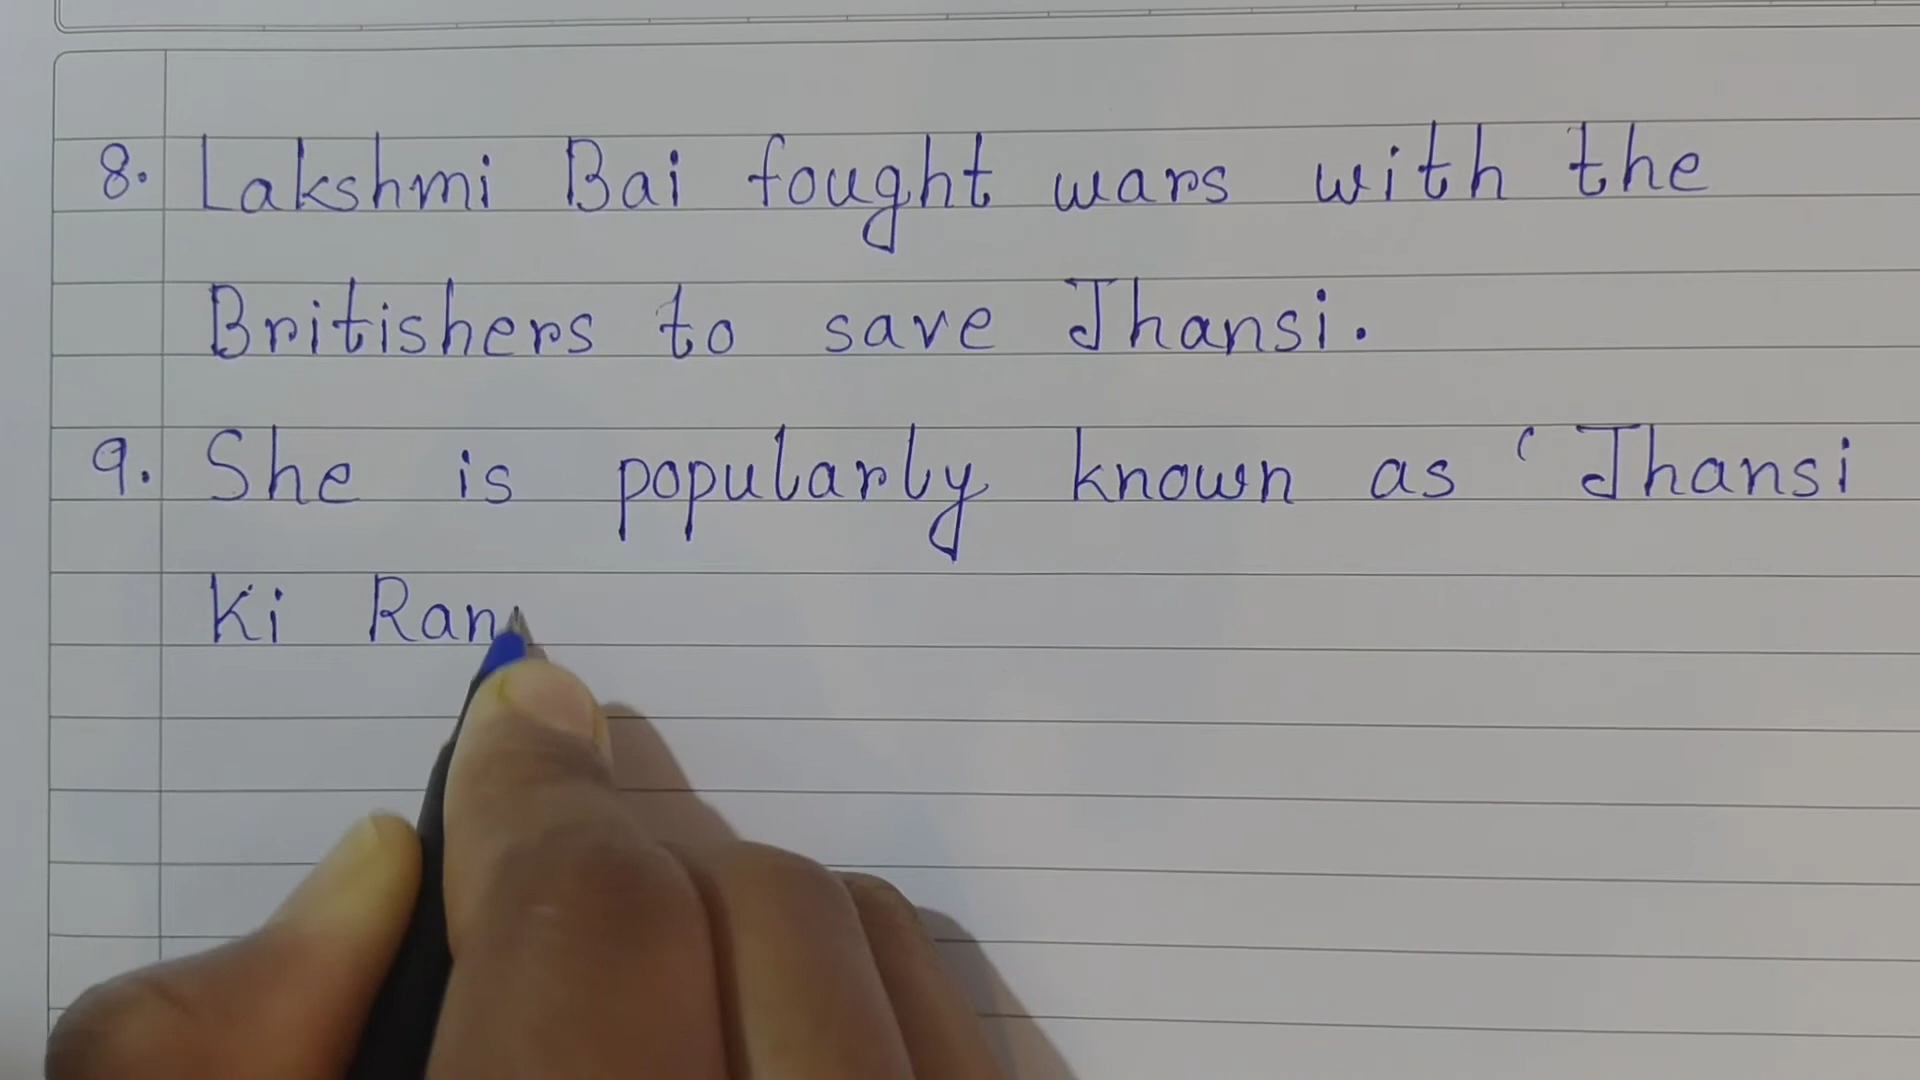 8. Lakshmi Bai fought wars with the
Britishers to save Jhansi.
9. She is popularly known as ‘Jhansi
Ki Ran